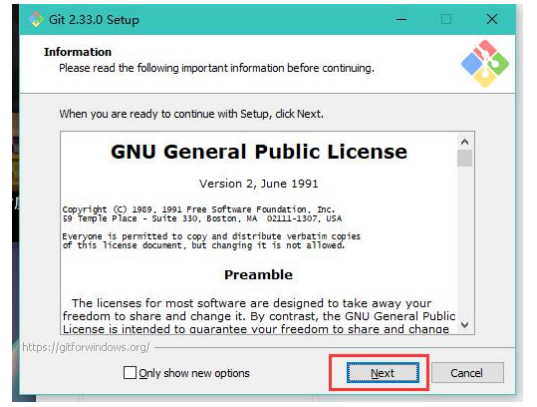 Git 2.33.0 Setup
Information
Please read the following important information before continuing.
When you are ready to continue with Setup, click Next.
GNU General Public License
Version 2, June 1991
Copyright (C) 1989, 1991 Free Software Foundation, Inc.
59 Temple Place - Suite 330, Boston, MA 02111-1307, USA
Everyone is permitted to copy and distribute verbatim copies
of this license document, but changing it is not allowed.
Preamble
The licenses for most software are designed to take away your
freedom to share and change it. By contrast, the GNU General Public
License is intended to guarantee your freedom to share and change
https://gitforwindows.org/
Only show new options
Next
Cancel